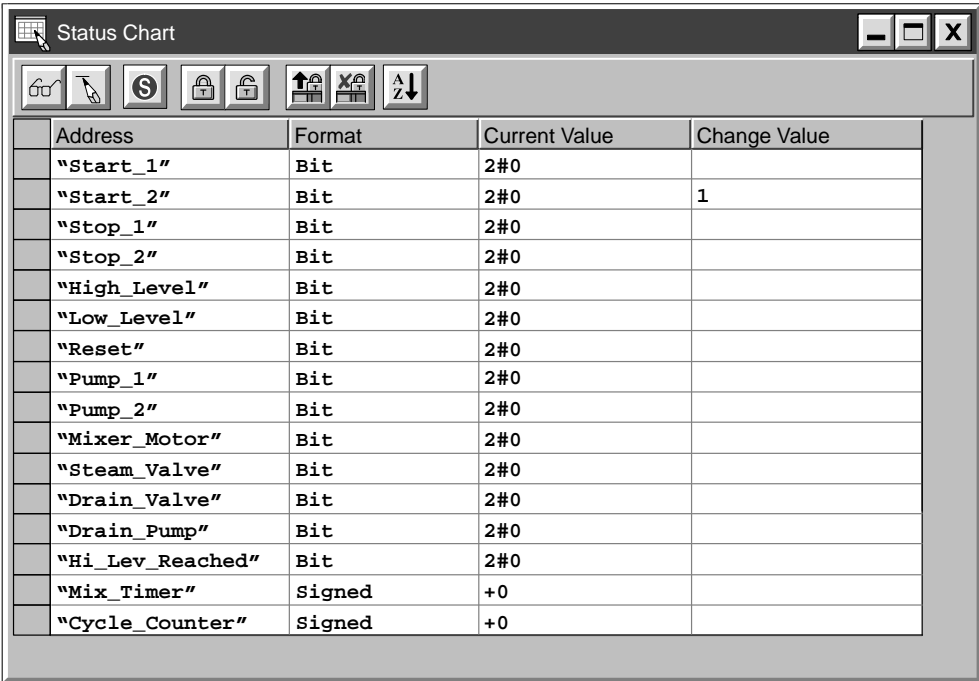 Status Chart
S T T T T A Z
Address Format Current Value Change Value
“Start_1” Bit 2#0
“Start_2” Bit 2#0 1
“Stop_1” Bit 2#0
“Stop_2” Bit 2#0
“High_Level” Bit 2#0
“Low_Level” Bit 2#0
“Reset” Bit 2#0
“Pump_1” Bit 2#0
“Pump_2” Bit 2#0
“Mixer_Motor” Bit 2#0
“Steam_Valve” Bit 2#0
“Drain_Valve” Bit 2#0
“Drain_Pump” Bit 2#0
“Hi_Lev_Reached” Bit 2#0
“Mix_Timer” Signed +0
“Cycle_Counter” Signed +0